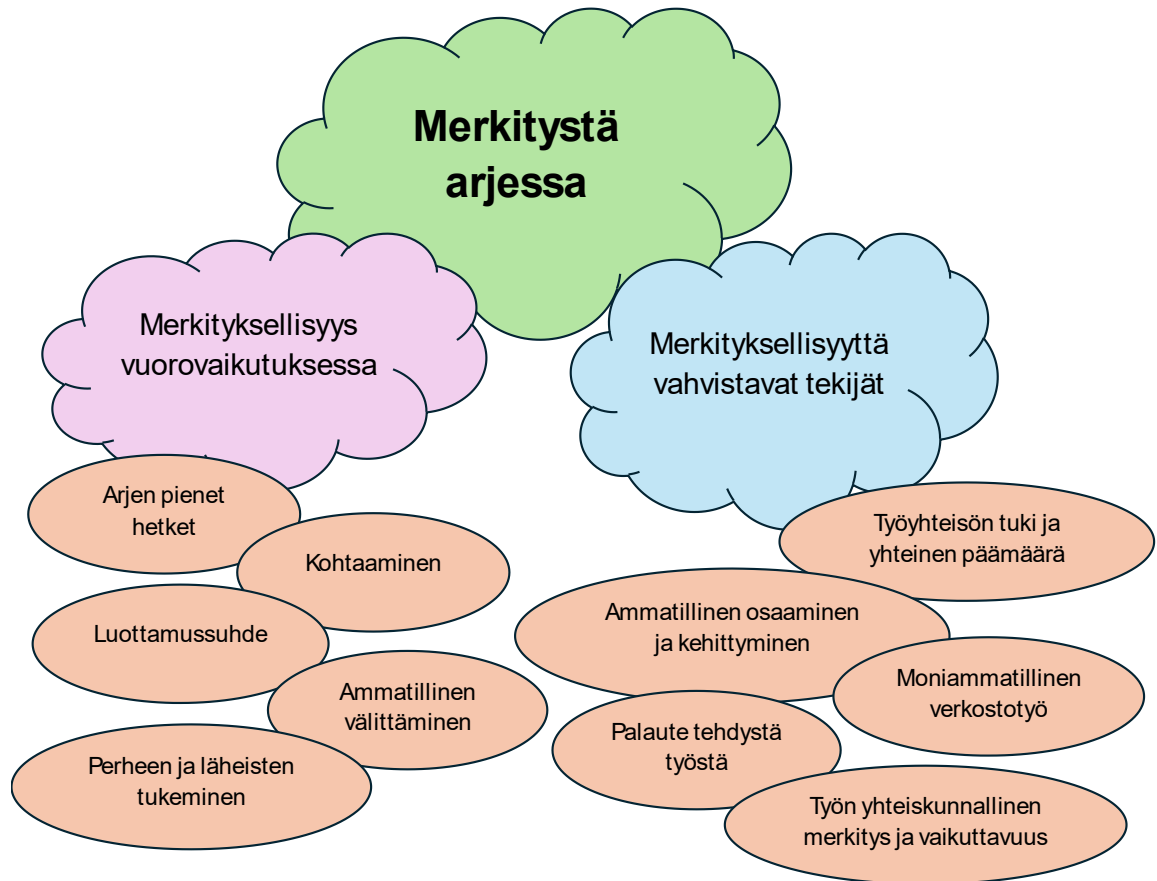 Merkitystä
arjessa
Merkityksellisyys
vuorovaikutuksessa
Merkityksellisyyttä
vahvistavat tekijät
Arjen pienet
hetket
Kohtaaminen
Luottamussuhde
Ammatillinen
välittäminen
Perheen ja läheisten
tukeminen
Työyhteisön tuki ja
yhteinen päämäärä
Ammatillinen osaaminen
ja kehittyminen
Moniammatillinen
verkostotyö
Palaute tehdystä
työstä
Työn yhteiskunnallinen
merkitys ja vaikuttavuus